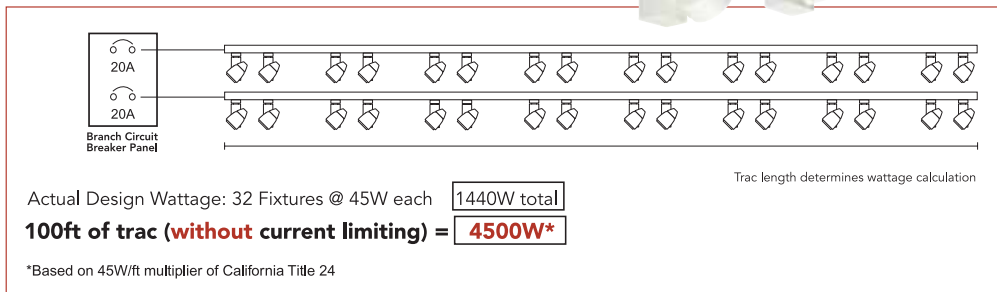 20A
20A
Branch Circuit
Breaker Panel
Trac length determines wattage calculation
Actual Design Wattage: 32 Fixtures @ 45W each 1440W total
100ft of trac (without current limiting) = 4500W*
*Based on 45W/ft multiplier of California Title 24